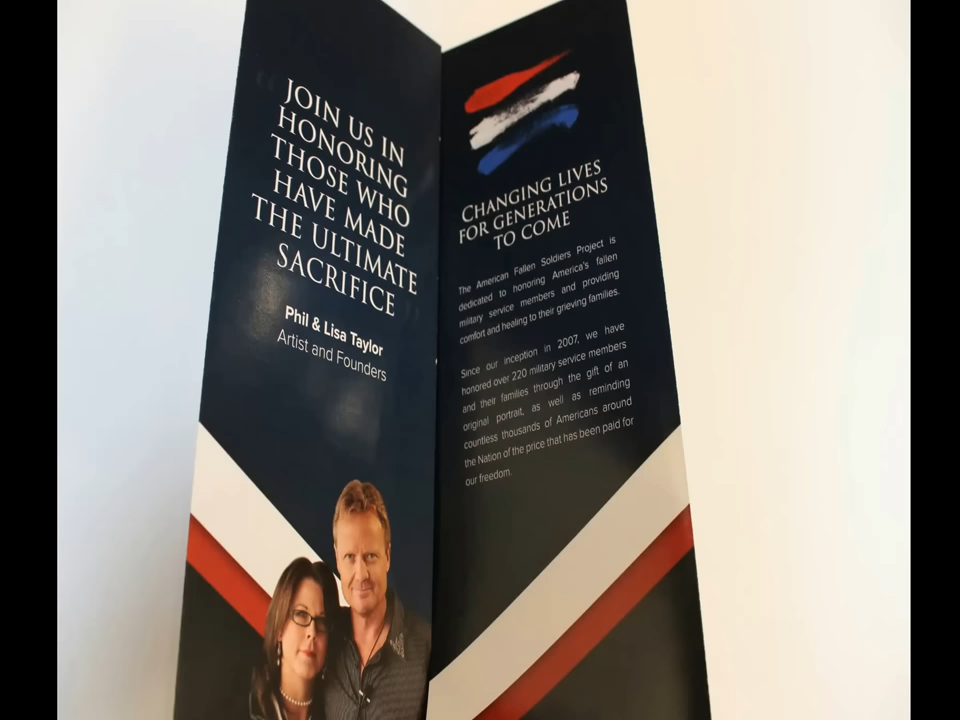 “
JOIN US IN
HONORING
THOSE WHO
HAVE MADE
THE ULTIMATE
SACRIFICE
”
Phil & Lisa Taylor
Artist and Founders
CHANGING LIVES
FOR GENERATIONS
TO COME
The American Fallen Soldiers Project is
dedicated to honoring America's fallen
military service members and providing
comfort and healing to their grieving families.
Since our inception in 2007, we have
honored over 220 military service members
and their families through the gift of an
original portrait, as well as reminding
countless thousands of Americans around
the Nation of the price that has been paid for
our freedom.